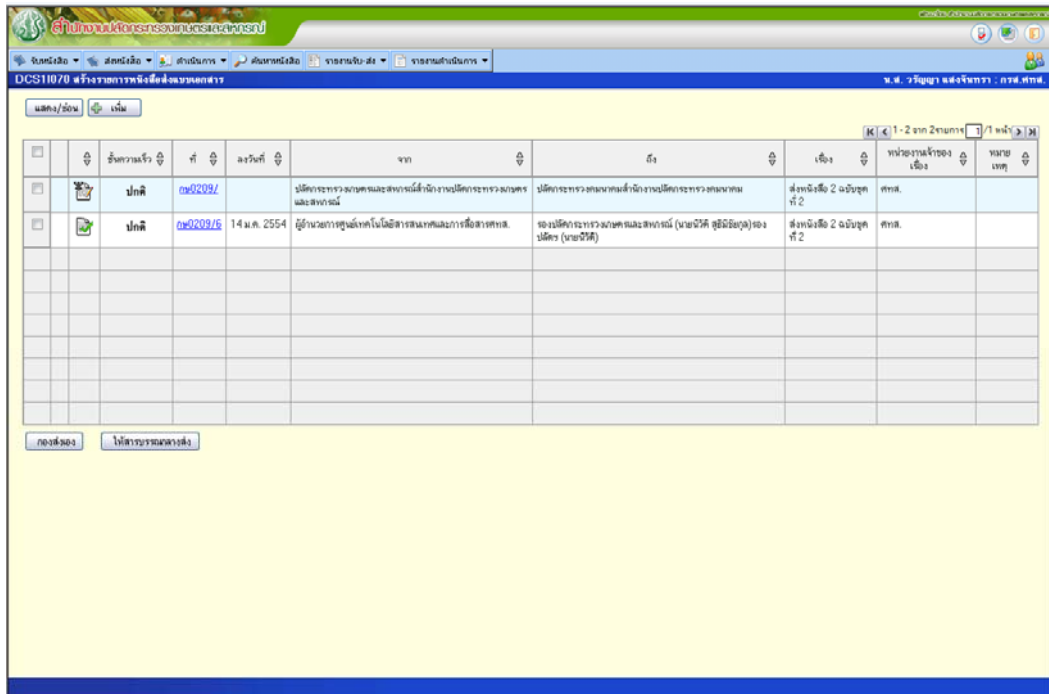 สำนักงานปลัดกระทรวงเกษตรและสหกรณ์
รับหนังสือ ส่งหนังสือ ดำเนินการ ค้นหาหนังสือ รายงานรับ-ส่ง รายงานดำเนินการ
DCS11070 สร้างรายการหนังสือส่งแบบเอกสาร น.ส. วรัญญา แสงจันทรา : กรส.ศทส.
แสดง/ซ่อน เพิ่ม
1 - 2 จาก 2รายการ 1 /1 หน้า
ชั้นความเร็ว ที่ ลงวันที่ จาก ถึง เรื่อง หน่วยงานเจ้าของ หมาย
เรื่อง เหตุ
ปกติ กษ0209/ ปลัดกระทรวงเกษตรและสหกรณ์สำนักงานปลัดกระทรวงเกษตร ปลัดกระทรวงคมนาคมสำนักงานปลัดกระทรวงคมนาคม ส่งหนังสือ 2 ฉบับชุด ศทส.
และสหกรณ์ ที่ 2
ปกติ กษ0209/6 14 ม.ค. 2554 ผู้อำนวยการศูนย์เทคโนโลยีสารสนเทศและการสื่อสารศทส. รองปลัดกระทรวงเกษตรและสหกรณ์ (นายนิวัติ สุธีมีชัยกุล)รอง ส่งหนังสือ 2 ฉบับชุด ศทส.
ปลัดฯ (นายนิวัติ) ที่ 2
กองส่งเอง ให้สารบรรณกลางส่ง